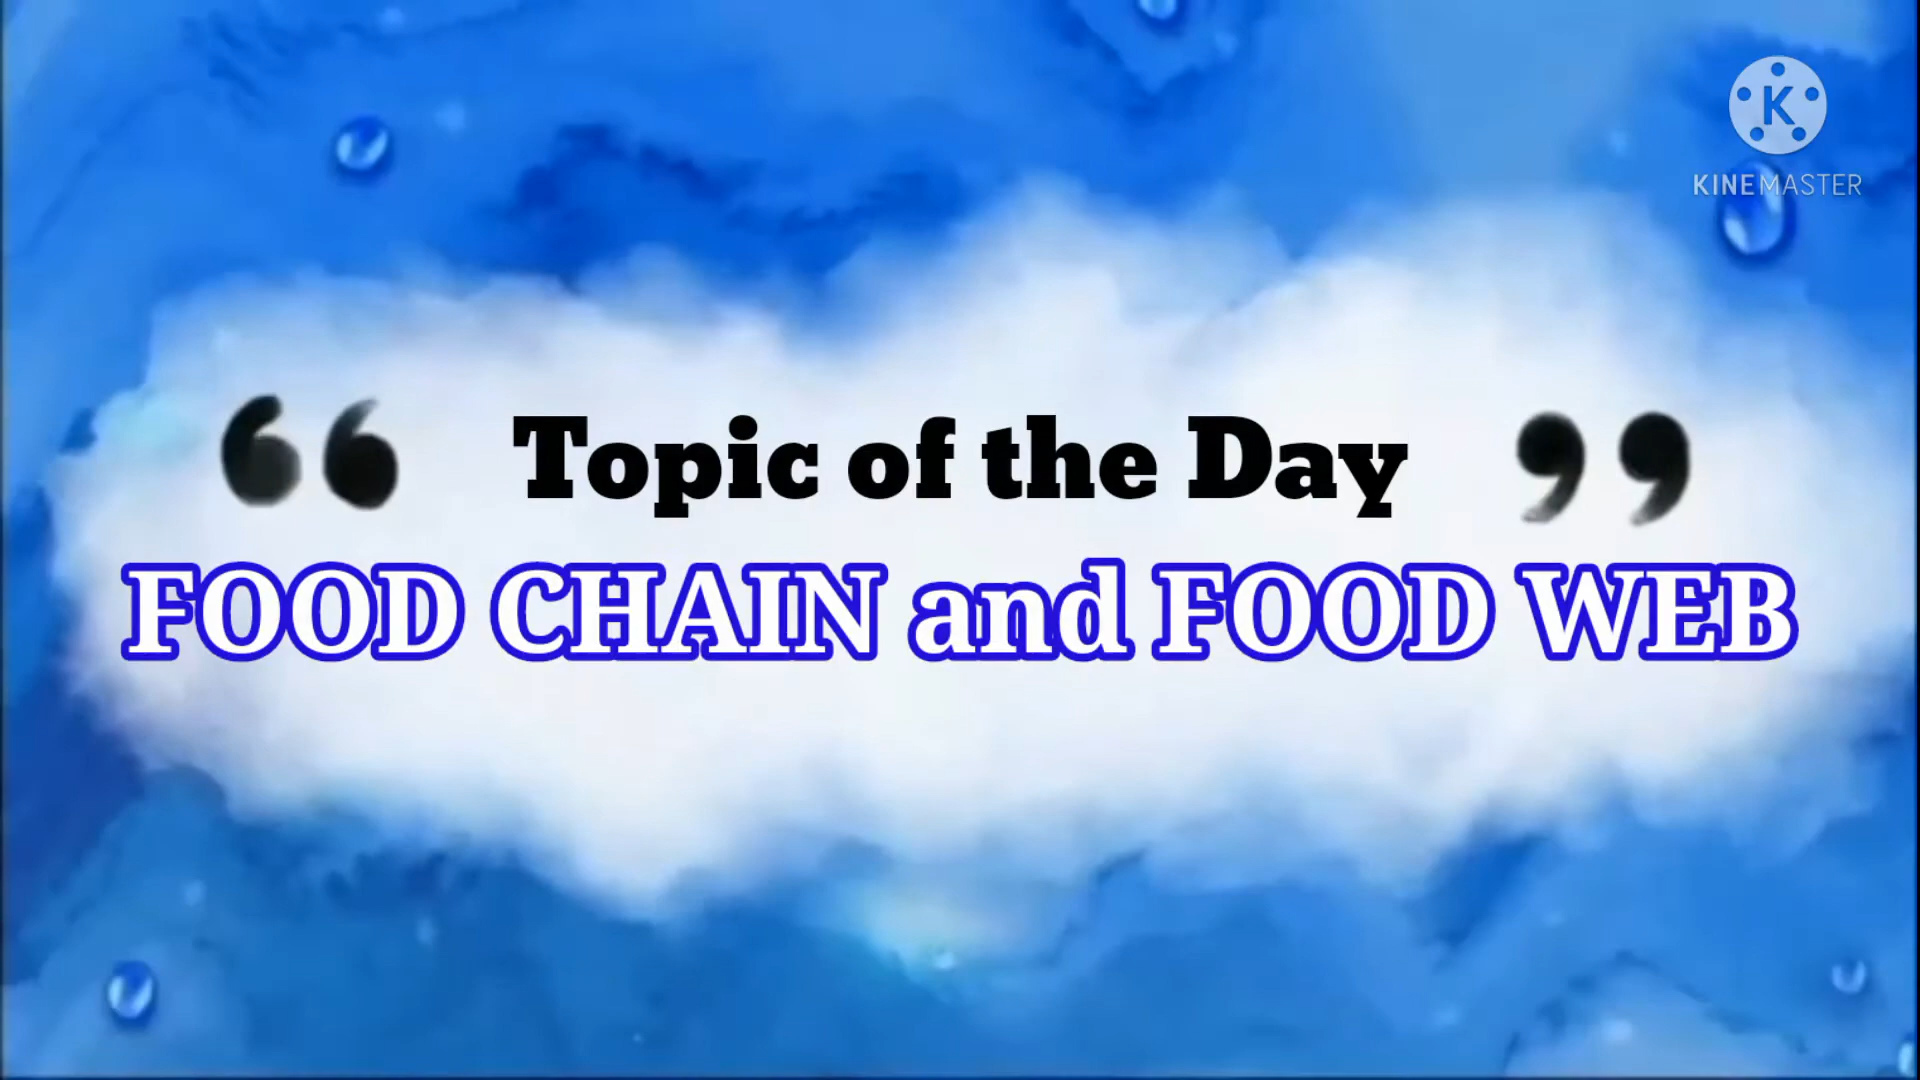 K
KINEMASTER
“ Topic of the Day ”
FOOD CHAIN and FOOD WEB